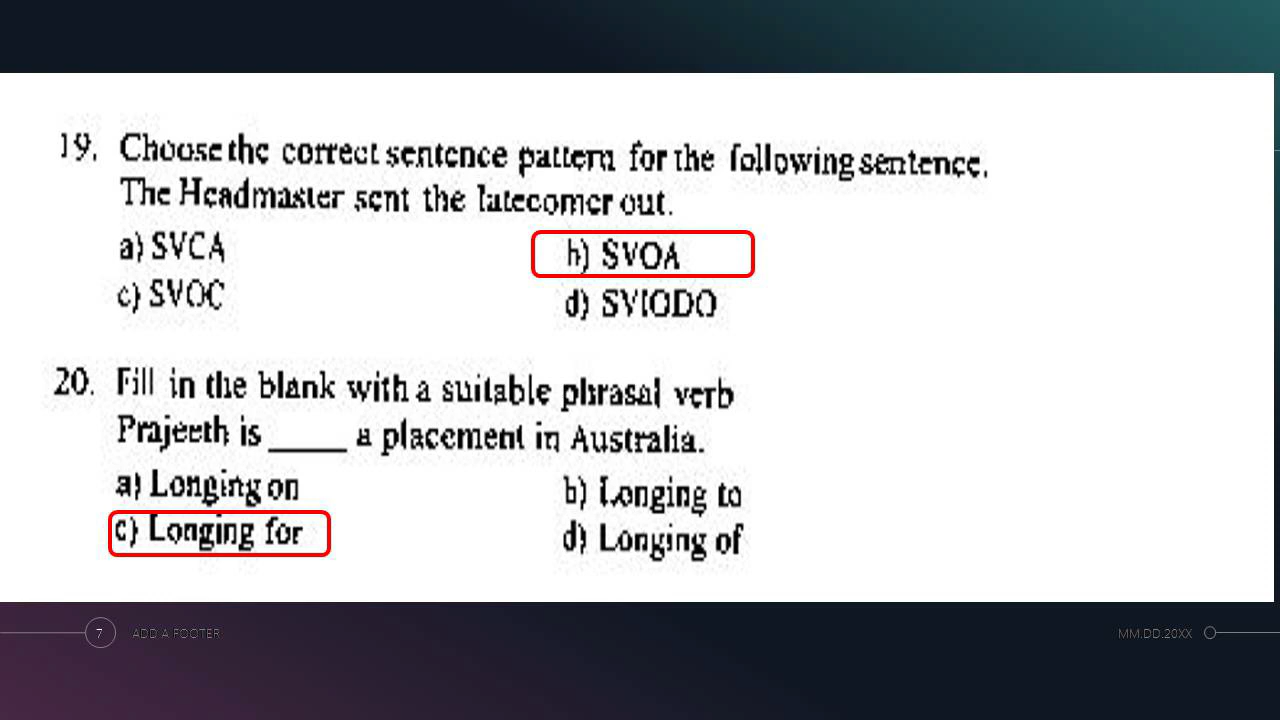 19. Choose the correct sentence pattern for the following sentence.
The Headmaster sent the latecomer out.
a) SVCA b) SVOA
c) SVOC d) SVIODO
20. Fill in the blank with a suitable phrasal verb
Prajeeth is _____ a placement in Australia.
a) Longing on b) Longing to
c) Longing for d) Longing of
7 ADD A FOOTER MM.DD.20XX